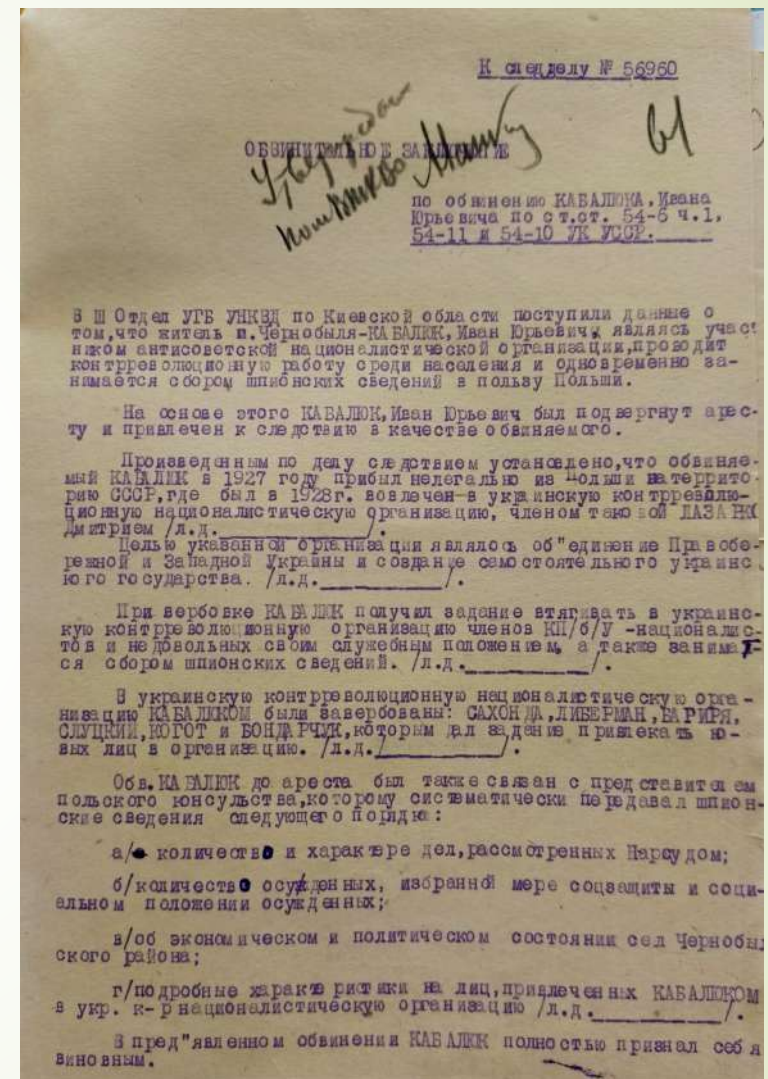 К следделу № 56960
Утверждаю
ОБВИНИТЕЛЬНОЕ ЗАКЛЮЧЕНИЕ
61
по обвинению КАБАЛЮКА, Ивана
Юрьевича по ст.ст. 54-6 ч.1,
54-11 и 54-10 УК УССР.
В Ш Отдел УГБ УНКВД по Киевской области поступили данные о
том,что житель м.Чернобыля-КАБАЛЮК, Иван Юрьевич, являясь учас
ником антисоветской националистической организации,проводит
контрреволюционную работу среди населения и одновременно за-
нимается сбором шпионских сведений в пользу Польши.
На основе этого КАБАЛЮК,Иван Юрьевич был подвергнут арес-
ту и привлечен к следствию в качестве обвиняемого.
Произведенным по делу следствием установлено,что обвиняе-
мый КАБАЛЮК в 1927 году прибыл нелегально из Польши на террито-
рию СССР,где был в 1928г. вовлечен в украинскую контрреволю-
ционную националистическую организацию, членом таковой ЛАЗАРКО
Дмитрием /л.д.__________/.
Целью указанной организации являлось об"единение Правобе-
режной и Западной Украины и создание самостоятельного украинс
кого государства. /л.д.__________/.
При вербовке КАБАЛЮК получил задание втягивать в украинс-
кую контрреволюционную организацию членов КП/б/У -националис-
тов и недовольных своим служебным положением, а также занимат
ся сбором шпионских сведений. /л.д.__________/.
В украинскую контрреволюционную националистическую орга-
низацию КАБАЛЮКОМ были завербованы: САХОНДА,ЛИБЕРМАН,ВАРИРЯ,
СЛУЦКИЙ,КОГОТ и БОНДАРЧУК,которым дал задание привлекать но-
вых лиц в организацию. /л.д.__________/.
Обв.КАБАЛЮК до ареста был также связан с представителем
польского консульства,которому систематически передавал шпион-
ские сведения следующего порядка:
а/о количестве и характере дел,рассмотренных Нарсудом;
б/количестве осужденных, избранной мере соцзащиты и соци-
альном положении осужденных;
в/об экономическом и политическом состоянии сел Чернобы
ского района;
г/подробные характеристики на лиц,привлеченных КАБАЛЮКОМ
в укр. к-р националистическую организацию /л.д.__________/.
В пред"явленном обвинении КАБАЛЮК полностью признал себя
виновным.